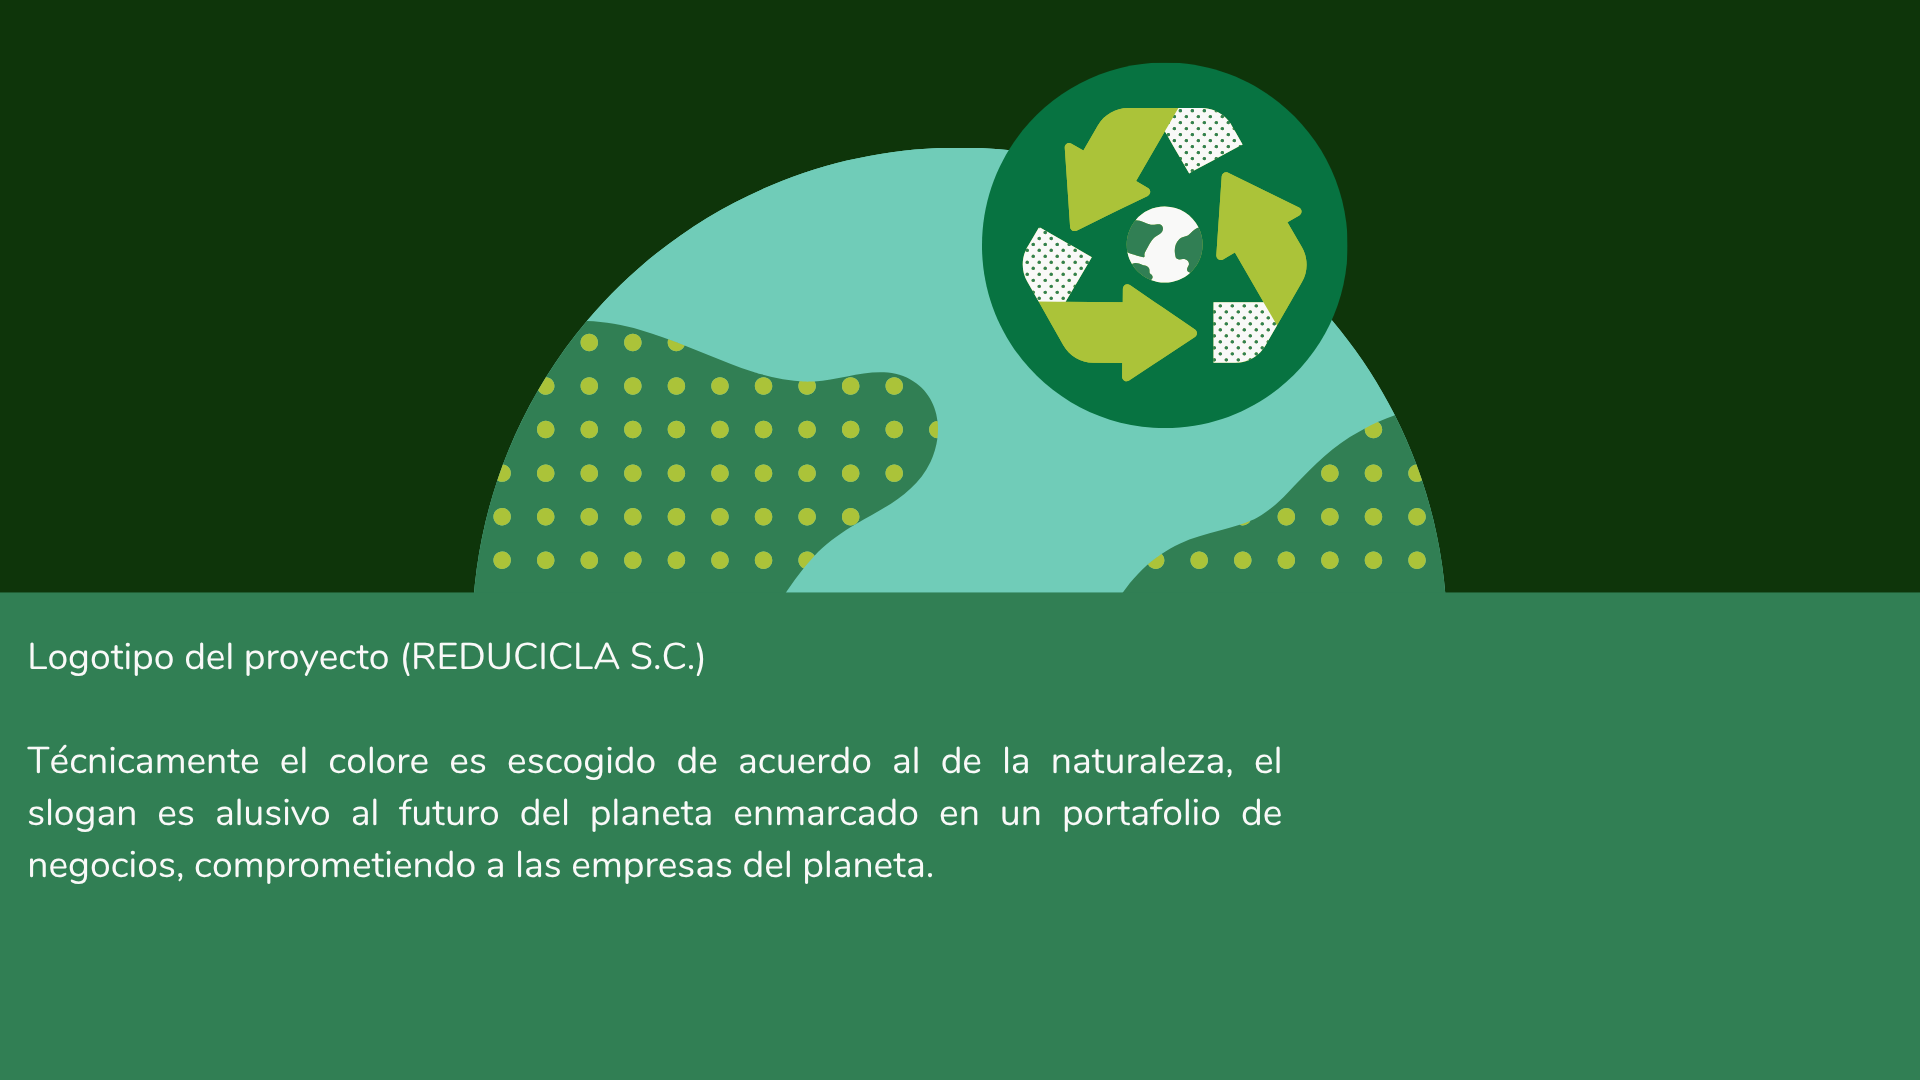 Logotipo del proyecto (REDUCICLA S.C.)
Técnicamente el colore es escogido de acuerdo al de la naturaleza, el
slogan es alusivo al futuro del planeta enmarcado en un portafolio de
negocios, comprometiendo a las empresas del planeta.